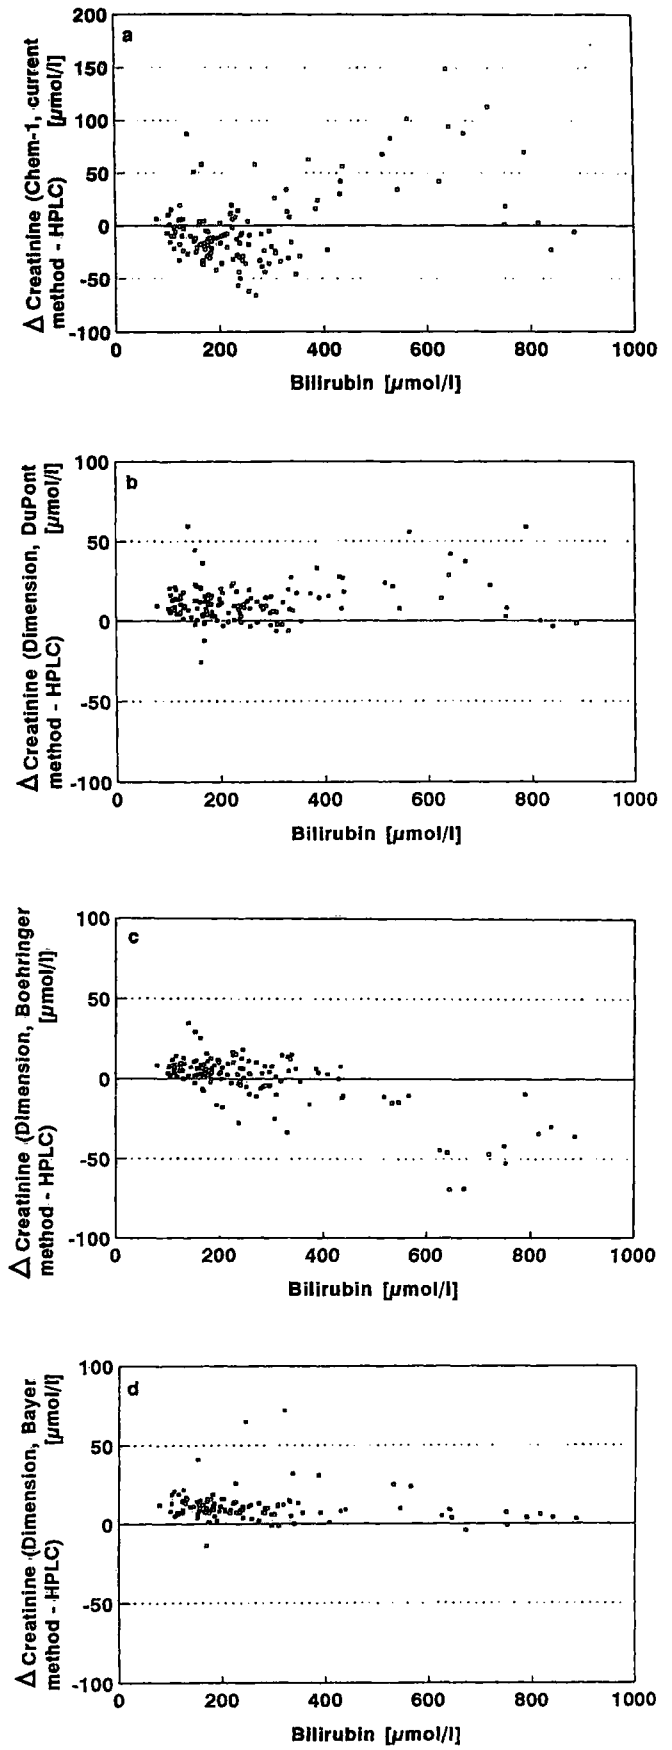 a
Δ Creatinine (Chem-1, current
method - HPLC) [µmol/l]
200
150
100
50
0
-50
-100
0 200 400 600 800 1000
Bilirubin [µmol/l]
b
Δ Creatinine (Dimension, DuPont
method - HPLC) [µmol/l]
100
50
0
-50
-100
0 200 400 600 800 1000
Bilirubin [µmol/l]
c
Δ Creatinine (Dimension, Boehringer
method - HPLC) [µmol/l]
100
50
0
-50
-100
0 200 400 600 800 1000
Bilirubin [µmol/l]
d
Δ Creatinine (Dimension, Bayer
method - HPLC) [µmol/l]
100
50
0
-50
-100
0 200 400 600 800 1000
Bilirubin [µmol/l]